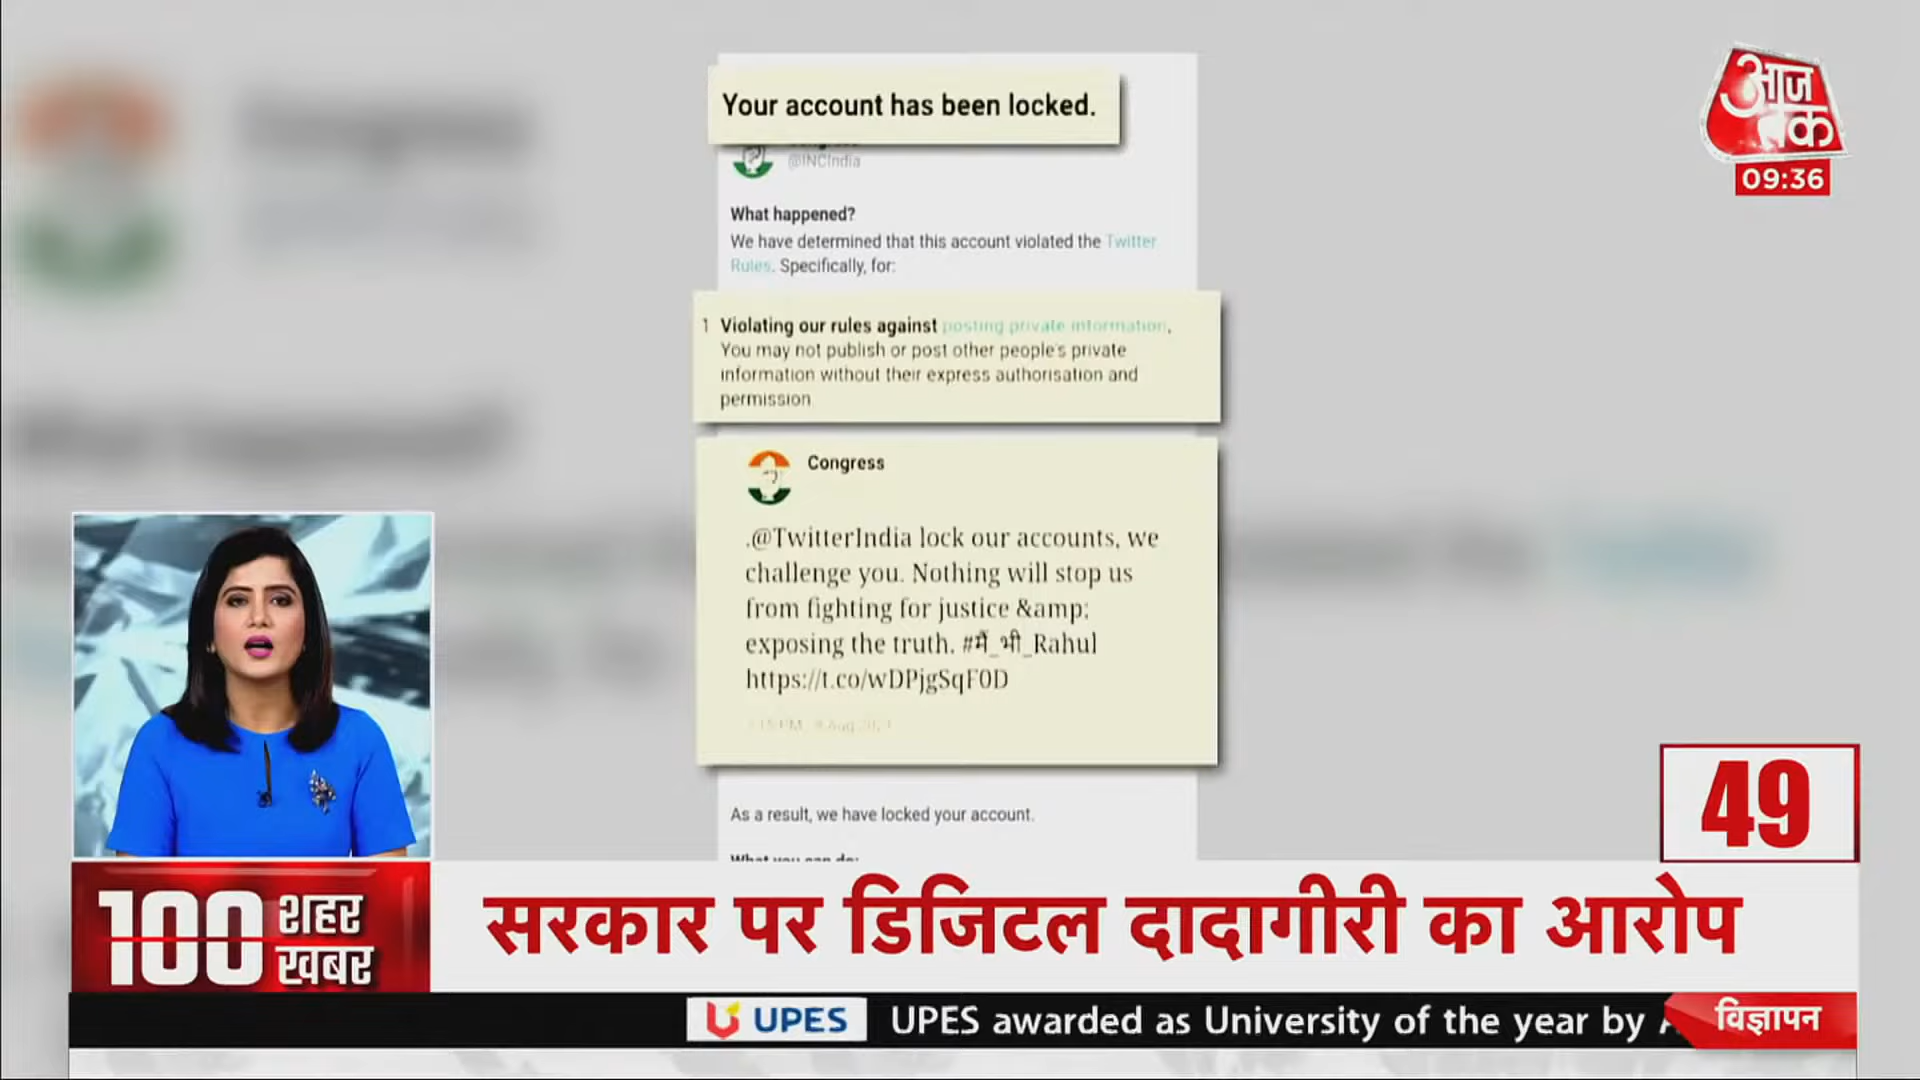 Your account has been locked.
@INCIndia
What happened?
We have determined that this account violated the Twitter
Rules. Specifically, for:
1 Violating our rules against posting private information.
You may not publish or post other people's private
information without their express authorisation and
permission
Congress
.@TwitterIndia lock our accounts, we
challenge you. Nothing will stop us
from fighting for justice &amp;
exposing the truth. #मैं_भी_Rahul
https://t.co/wDPjgSqF0D
As a result, we have locked your account.
What you can do:
आज
तक
09:36
49
100 शहर
खबर
सरकार पर डिजिटल दादागीरी का आरोप
UPES UPES awarded as University of the year by
विज्ञापन